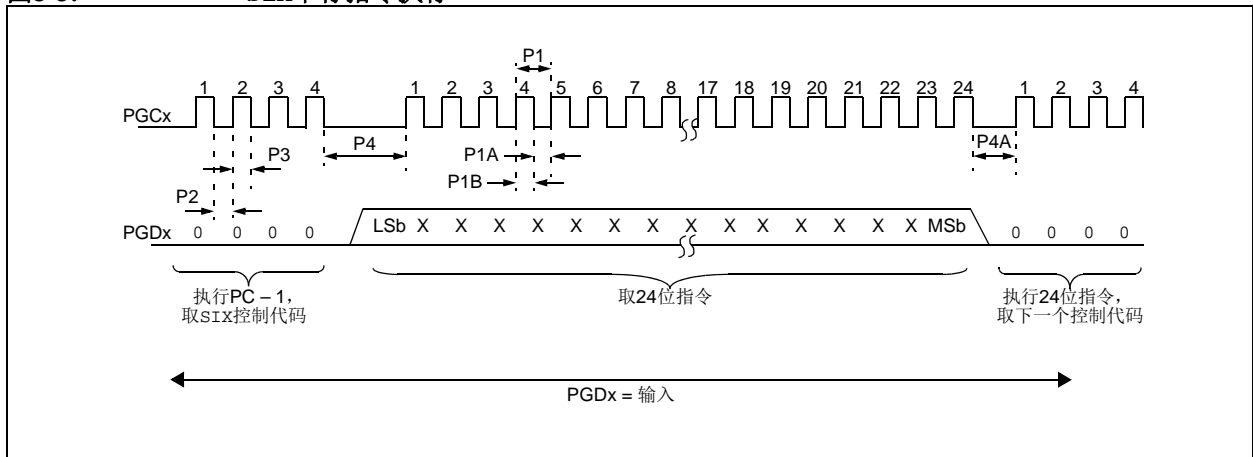 P1
1 2 3 4 1 2 3 4 5 6 7 8 17 18 19 20 21 22 23 24 1 2 3 4
PGCx
P3 P4 P1A P4A
P1B
P2
PGDx 0 0 0 0 LSb X X X X X X X X X X X X X X MSb 0 0 0 0
执行PC – 1,
取SIX控制代码
取24位指令
执行24位指令,
取下一个控制代码
PGDx = 输入